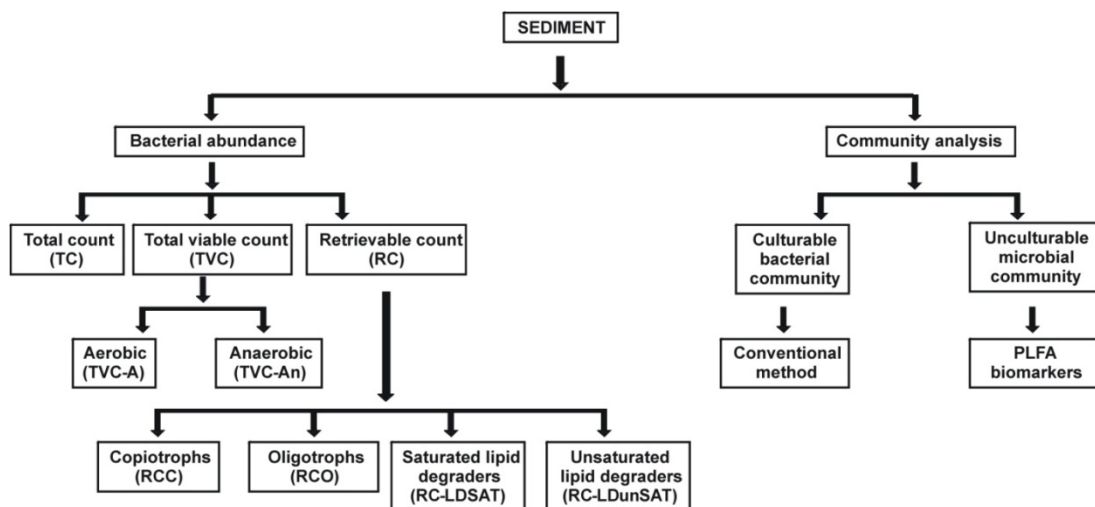 SEDIMENT
Bacterial abundance
Community analysis
Total count
(TC)
Total viable count
(TVC)
Retrievable count
(RC)
Culturable
bacterial
community
Unculturable
microbial
community
Aerobic
(TVC-A)
Anaerobic
(TVC-An)
Conventional
method
PLFA
biomarkers
Copiotrophs
(RCC)
Oligotrophs
(RCO)
Saturated lipid
degraders
(RC-LDSAT)
Unsaturated
lipid degraders
(RC-LDunSAT)